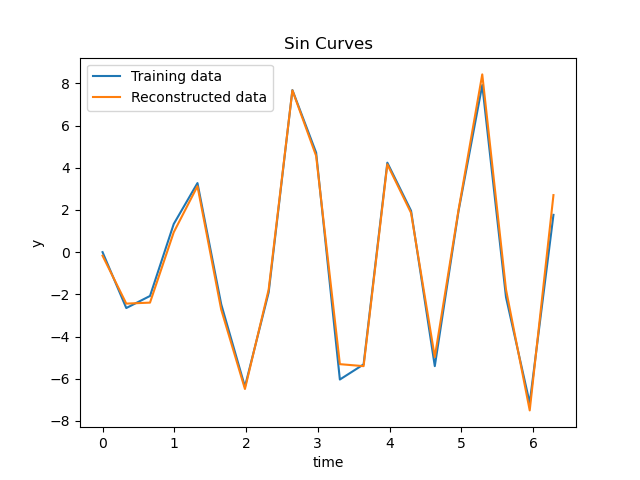 Sin Curves
Training data
Reconstructed data
8
6
4
2
0
−2
−4
−6
−8
y
0 1 2 3 4 5 6
time